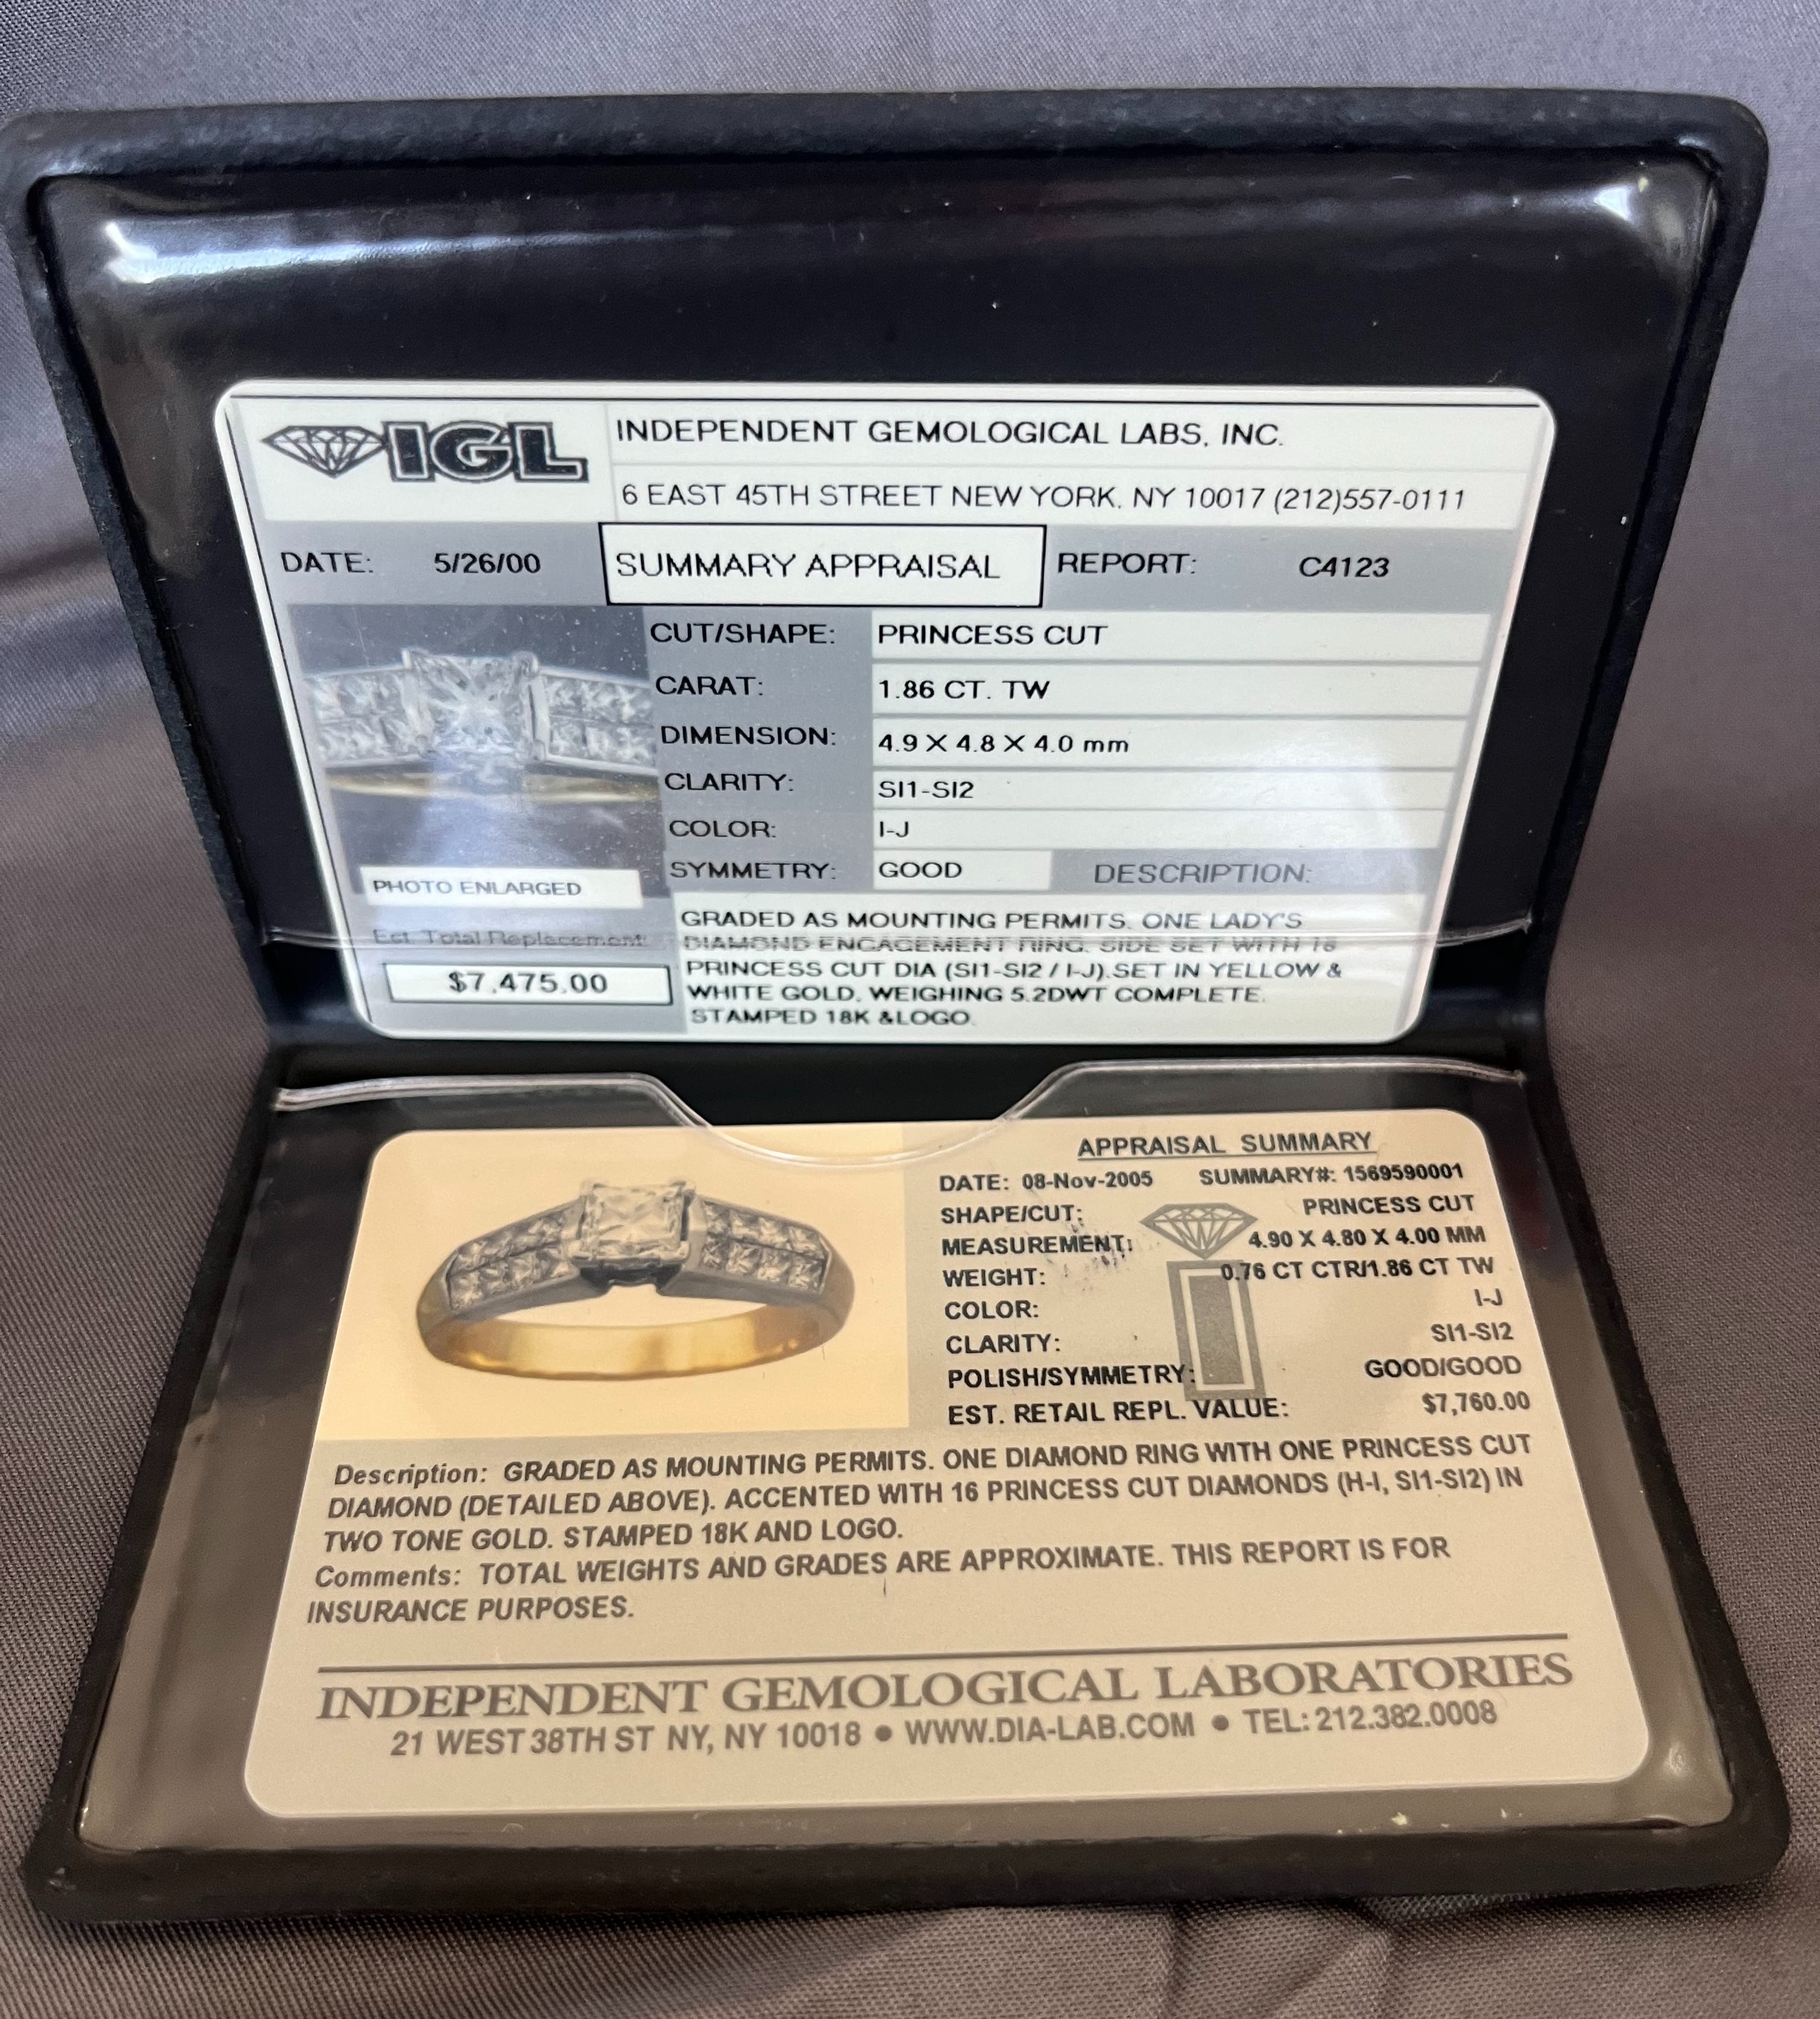 IGL
INDEPENDENT GEMOLOGICAL LABS, INC.
6 EAST 45TH STREET NEW YORK, NY 10017 (212)557-0111
DATE: 5/26/00 SUMMARY APPRAISAL REPORT: C4123
CUT/SHAPE: PRINCESS CUT
CARAT: 1.86 CT. TW
DIMENSION: 4.9 X 4.8 X 4.0 mm
CLARITY: SI1-SI2
COLOR: I-J
SYMMETRY: GOOD DESCRIPTION:
PHOTO ENLARGED
Est. Total Replacement:
$7,475.00
GRADED AS MOUNTING PERMITS. ONE LADY'S
DIAMOND ENGAGEMENT RING. SIDE SET WITH 16
PRINCESS CUT DIA (SI1-SI2 / I-J).SET IN YELLOW &
WHITE GOLD, WEIGHING 5.2DWT COMPLETE.
STAMPED 18K &LOGO.
APPRAISAL SUMMARY
DATE: 08-Nov-2005 SUMMARY#: 1569590001
SHAPE/CUT: PRINCESS CUT
MEASUREMENT: 4.90 X 4.80 X 4.00 MM
WEIGHT: 0.76 CT CTR/1.86 CT TW
COLOR: I-J
CLARITY: SI1-SI2
POLISH/SYMMETRY: GOOD/GOOD
EST. RETAIL REPL. VALUE: $7,760.00
Description: GRADED AS MOUNTING PERMITS. ONE DIAMOND RING WITH ONE PRINCESS CUT
DIAMOND (DETAILED ABOVE). ACCENTED WITH 16 PRINCESS CUT DIAMONDS (H-I, SI1-SI2) IN
TWO TONE GOLD. STAMPED 18K AND LOGO.
Comments: TOTAL WEIGHTS AND GRADES ARE APPROXIMATE. THIS REPORT IS FOR
INSURANCE PURPOSES.
INDEPENDENT GEMOLOGICAL LABORATORIES
21 WEST 38TH ST NY, NY 10018 • WWW.DIA-LAB.COM • TEL: 212.382.0008